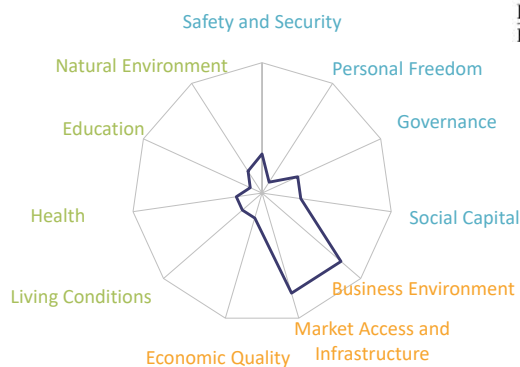 Safety and Security
Natural Environment
Personal Freedom
Education
Governance
Health
Social Capital
Living Conditions
Business Environment
Economic Quality
Market Access and
Infrastructure